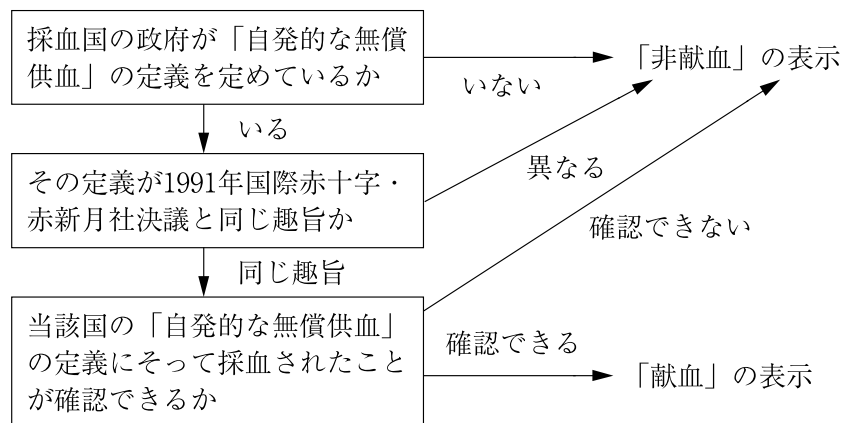 採血国の政府が「自発的な無償
供血」の定義を定めているか
いない
「非献血」の表示
いる
その定義が1991年国際赤十字・
赤新月社決議と同じ趣旨か
異なる
同じ趣旨
確認できない
当該国の「自発的な無償供血」
の定義にそって採血されたこと
が確認できるか
確認できる
「献血」の表示